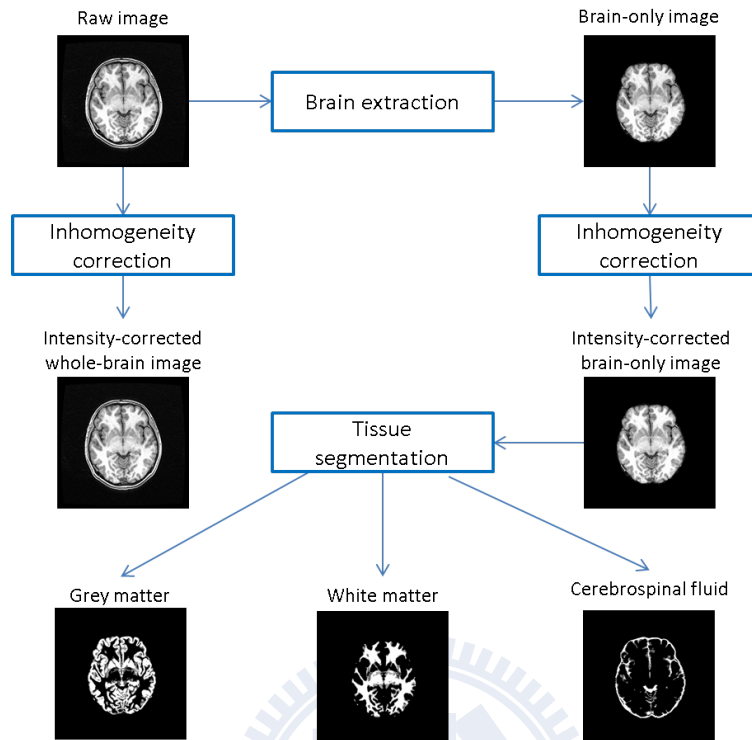 Raw image
Brain-only image
Brain extraction
Inhomogeneity
correction
Inhomogeneity
correction
Intensity-corrected
whole-brain image
Intensity-corrected
brain-only image
Tissue
segmentation
Grey matter
White matter
Cerebrospinal fluid